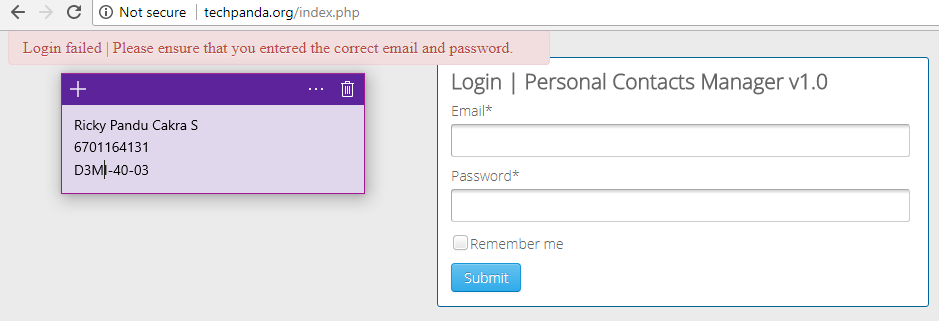 Not secure | techpanda.org/index.php
Login failed | Please ensure that you entered the correct email and password.
Ricky Pandu Cakra S
6701164131
D3MI-40-03
Login | Personal Contacts Manager v1.0
Email*
Password*
Remember me
Submit